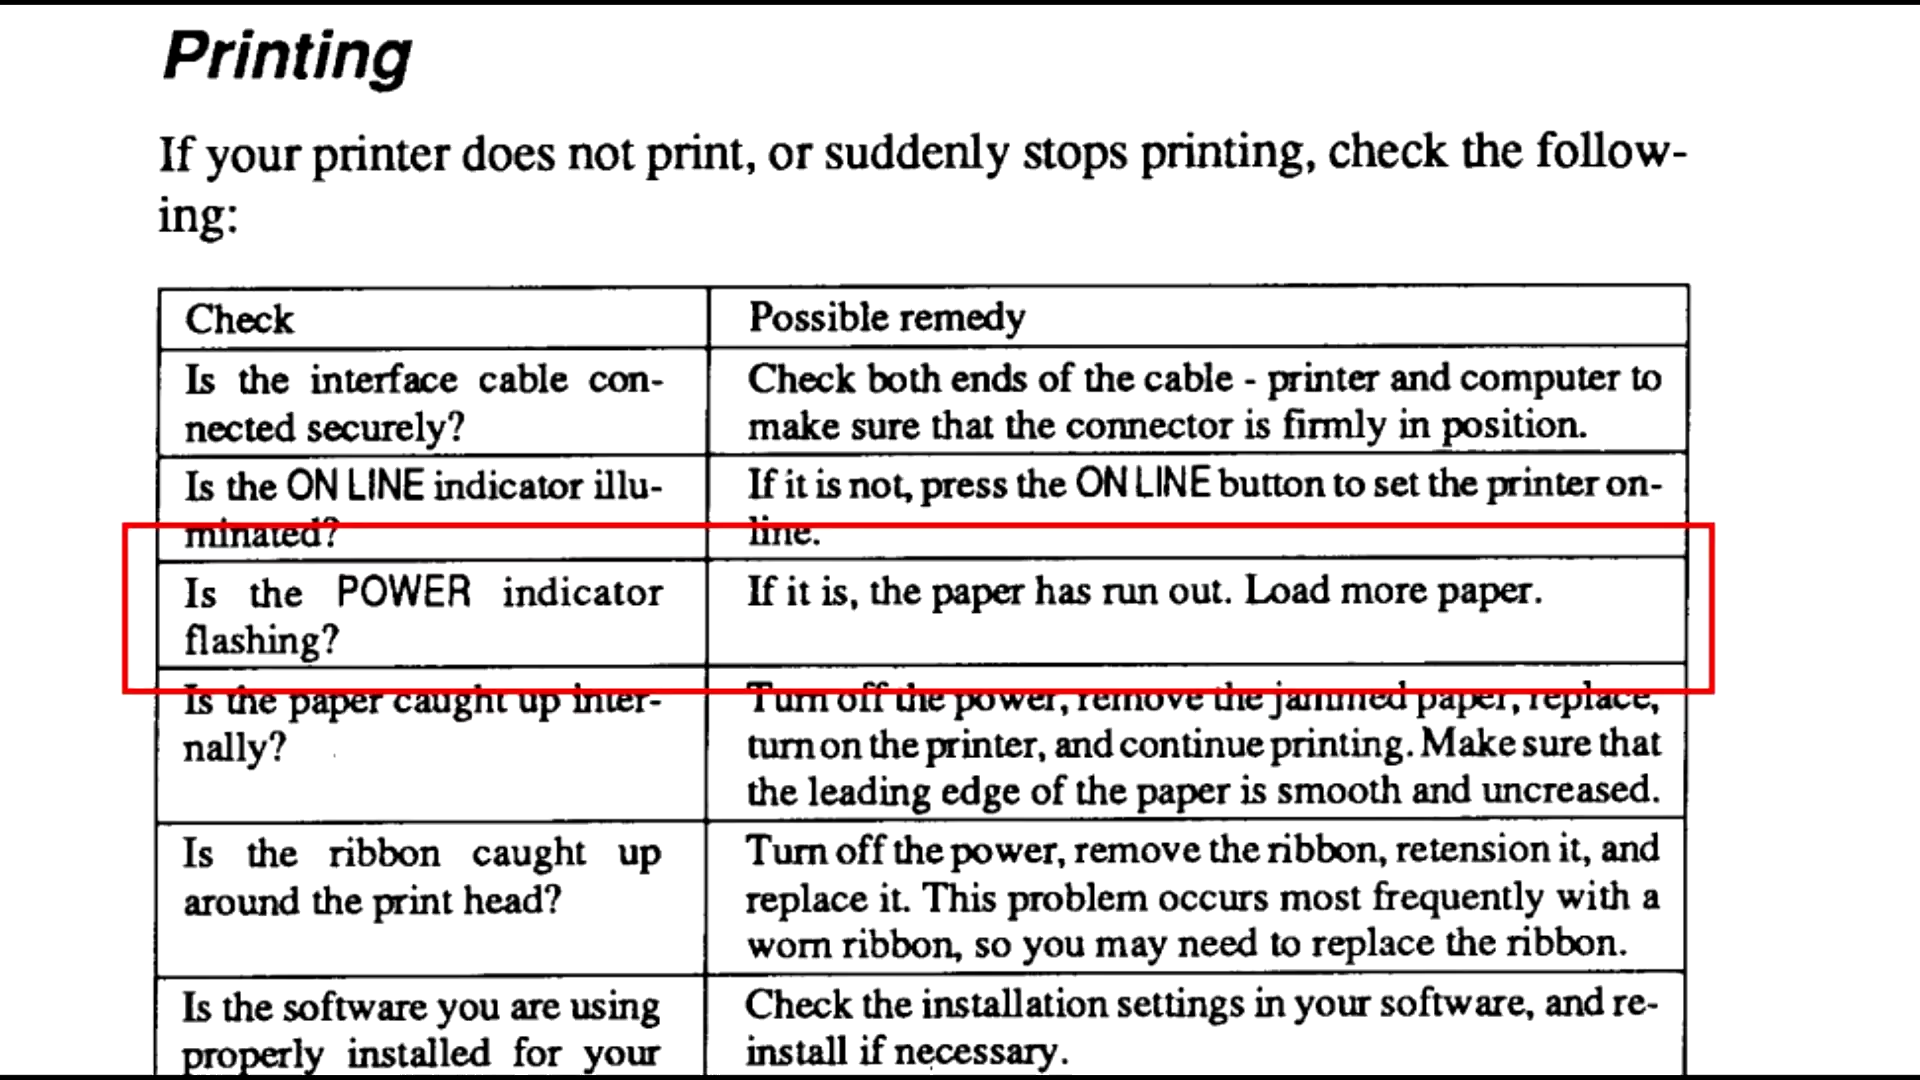 Printing
If your printer does not print, or suddenly stops printing, check the follow-
ing:
Check
Possible remedy
Is the interface cable con-
nected securely?
Check both ends of the cable - printer and computer to
make sure that the connector is firmly in position.
Is the ON LINE indicator illu-
minated?
If it is not, press the ON LINE button to set the printer on-
line.
Is the POWER indicator
flashing?
If it is, the paper has run out. Load more paper.
Is the paper caught up inter-
nally?
Turn off the power, remove the jammed paper, replace,
turn on the printer, and continue printing. Make sure that
the leading edge of the paper is smooth and uncreased.
Is the ribbon caught up
around the print head?
Turn off the power, remove the ribbon, retension it, and
replace it. This problem occurs most frequently with a
worn ribbon, so you may need to replace the ribbon.
Is the software you are using
properly installed for your
Check the installation settings in your software, and re-
install if necessary.